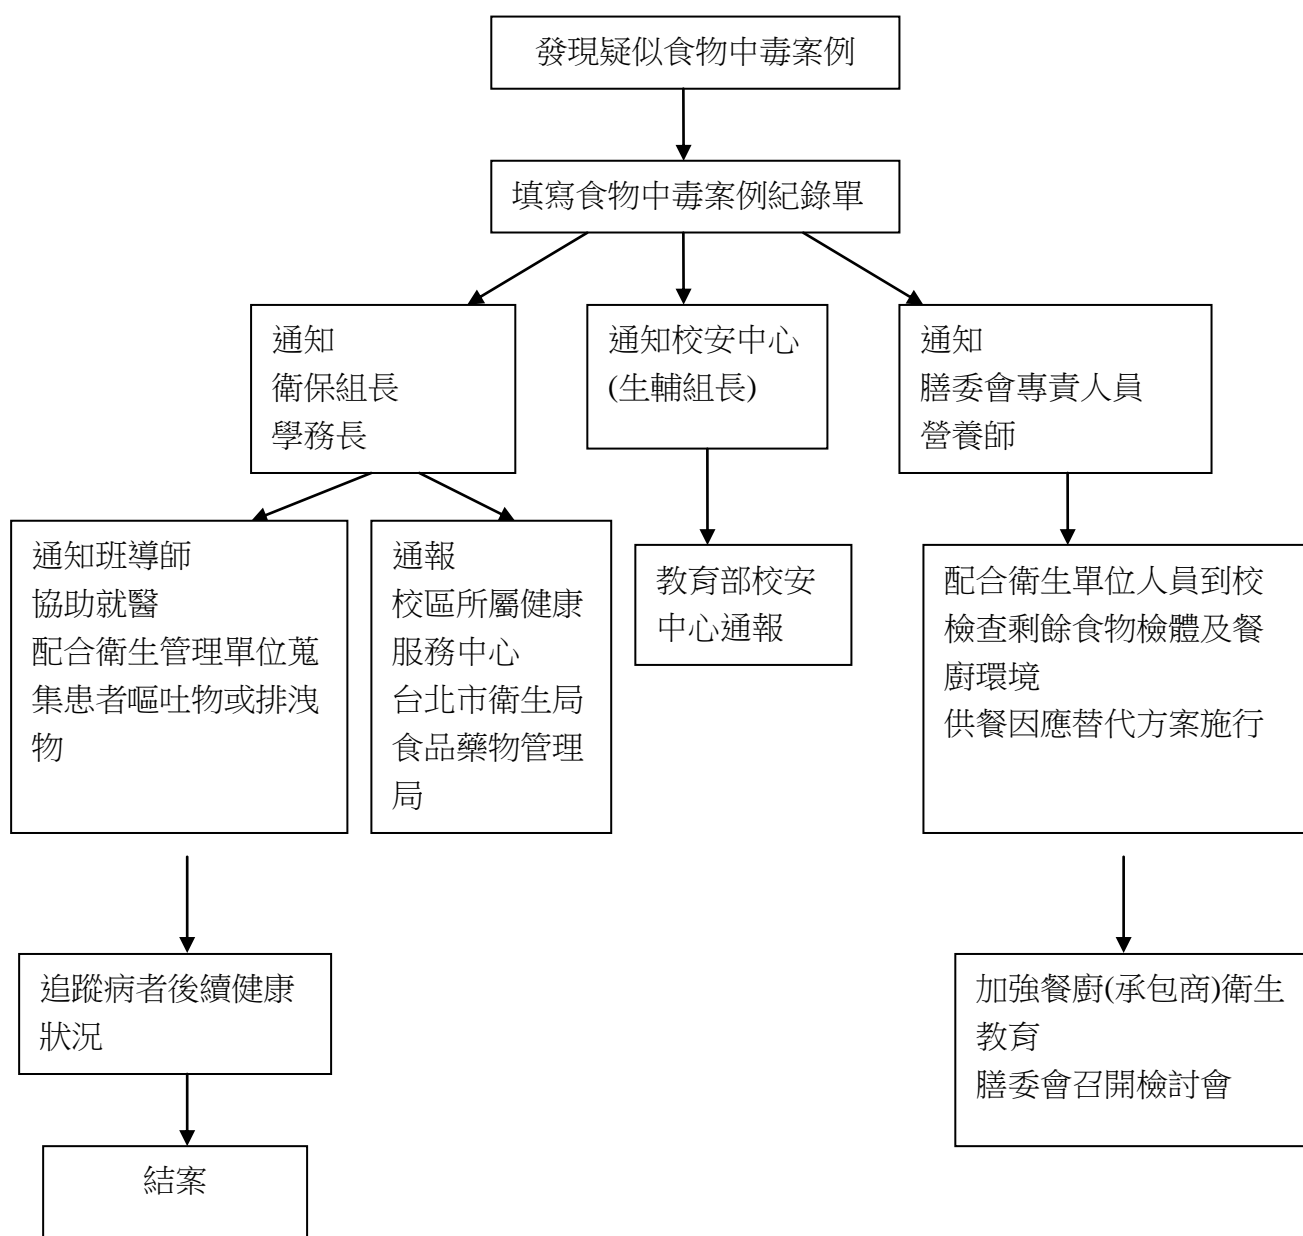 發現疑似食物中毒案例
填寫食物中毒案例紀錄單
通知
衛保組長
學務長
通知校安中心
(生輔組長)
通知
膳委會專責人員
營養師
通知班導師
協助就醫
配合衛生管理單位蒐
集患者嘔吐物或排洩
物
通報
校區所屬健康
服務中心
台北市衛生局
食品藥物管理
局
教育部校安
中心通報
配合衛生單位人員到校
檢查剩餘食物檢體及餐
廚環境
供餐因應替代方案施行
追蹤病者後續健康
狀況
加強餐廚(承包商)衛生
教育
膳委會召開檢討會
結案